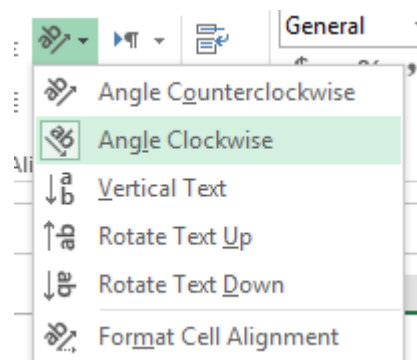 General
Angle Counterclockwise
Angle Clockwise
Vertical Text
Rotate Text Up
Rotate Text Down
Format Cell Alignment